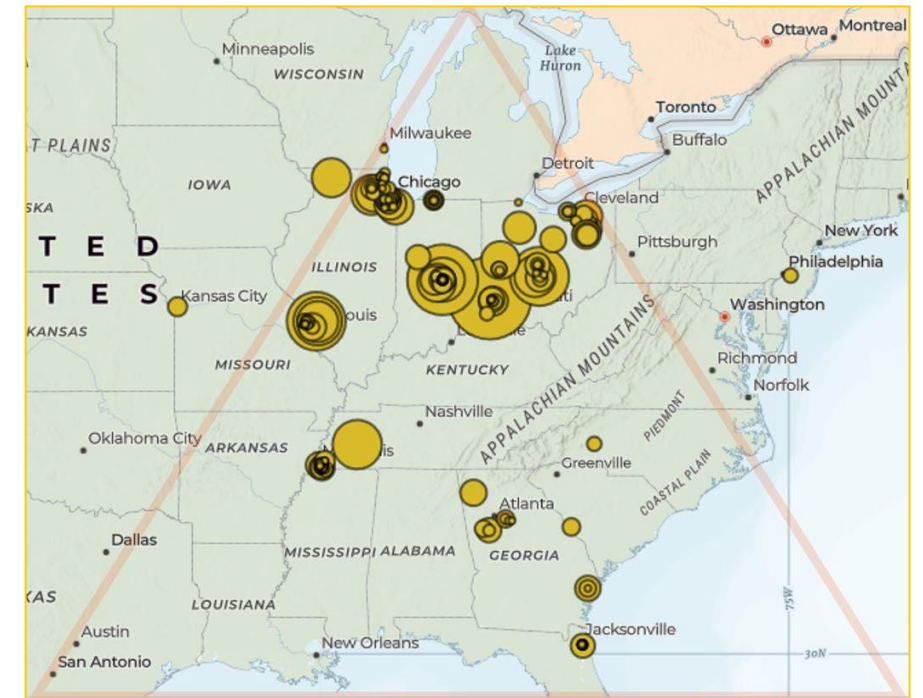 Ottawa
Montreal
Lake
Huron
Minneapolis
WISCONSIN
Toronto
Buffalo
APPALACHIAN
T PLAINS
Milwaukee
Detroit
IOWA
Chicago
Cleveland
SKA
New York
TED
Pittsburgh
Philadelphia
ILLINOIS
TES
Kansas City
Washington
KANSAS
MISSOURI
KENTUCKY
APPALACHIAN MOUNTAINS
Richmond
Norfolk
Nashville
PIEDMONT
Oklahoma City
ARKANSAS
Greenville
COASTAL PLAIN
Atlanta
Dallas
MISSISSIPPI
ALABAMA
GEORGIA
LOUISIANA
75W
Austin
Jacksonville
New Orleans
30N
San Antonio